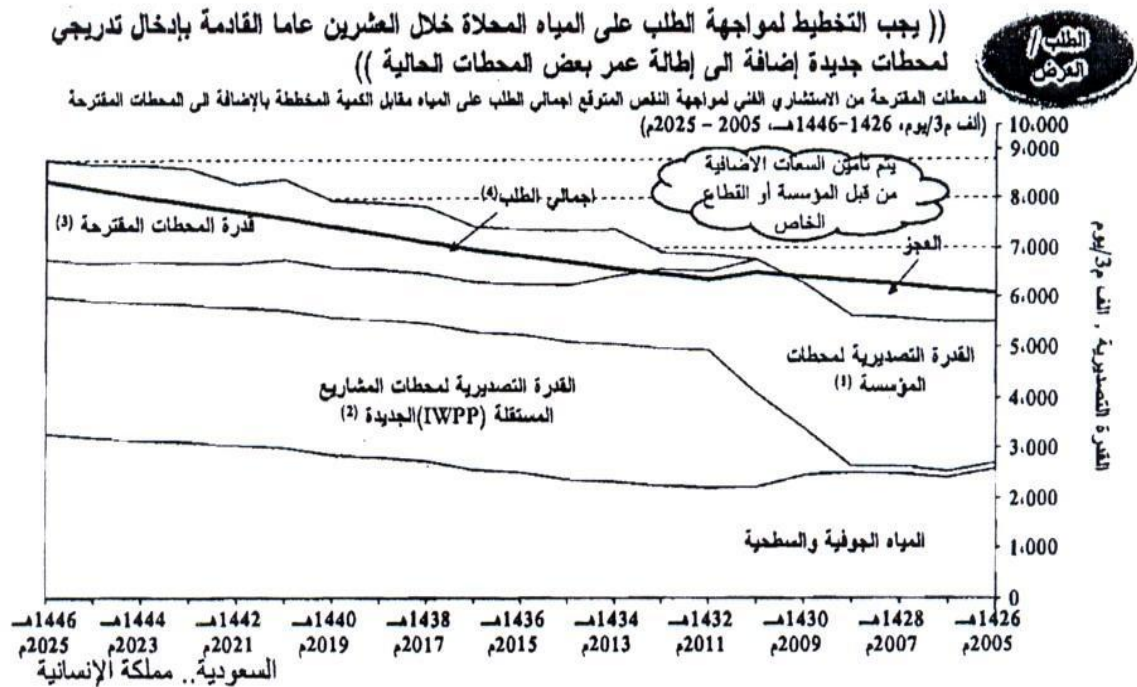 (( يجب التخطيط لمواجهة الطلب على المياه المحلاة خلال العشرين عاما القادمة بإدخال تدريجي
لمحطات جديدة إضافة الى إطالة عمر بعض المحطات الحالية ))
الطلب /
العرض
المحطات المقترحة من الاستشاري الفني لمواجهة النقص المتوقع اجمالي الطلب على المياه مقابل الكمية المخططة بالإضافة الى المحطات المقترحة
(ألف م3/يوم، 1426-1446هـ، 2005 – 2025م)
10،000
9،000
8،000
7،000
6،000
5،000
4،000
3،000
2،000
1،000
0
القدرة التصديرية ، الف م3/يوم
يتم تأمين السعات الاضافية
من قبل المؤسسة أو القطاع
الخاص
العجز
اجمالي الطلب (4)
قدرة المحطات المقترحة (3)
القدرة التصديرية لمحطات
المؤسسة (1)
القدرة التصديرية لمحطات المشاريع
المستقلة (IWPP)الجديدة (2)
المياه الجوفية والسطحية
1426هـ 1428هـ 1430هـ 1432هـ 1434هـ 1436هـ 1438هـ 1440هـ 1442هـ 1444هـ 1446هـ
2005م 2007م 2009م 2011م 2013م 2015م 2017م 2019م 2021م 2023م 2025م
السعودية.. مملكة الإنسانية